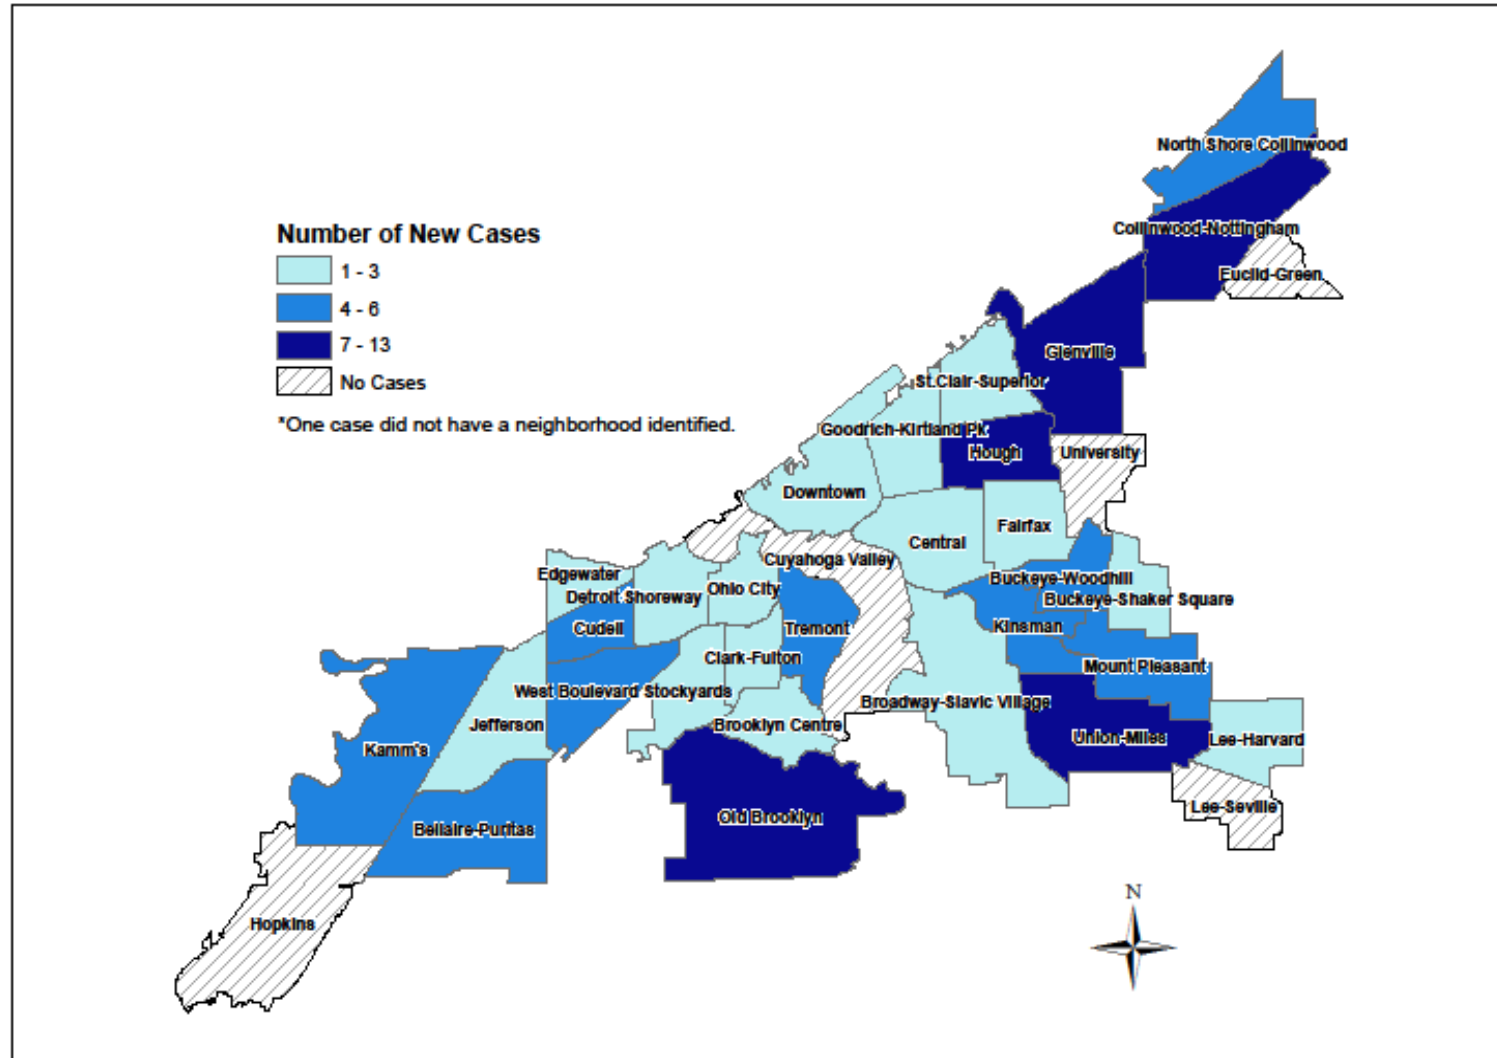 North Shore Collinwood
Collinwood-Nottingham
Euclid-Green
Number of New Cases
1 - 3
4 - 6
7 - 13
No Cases
*One case did not have a neighborhood identified.
Glenville
St.Clair-Superior
Goodrich-Kirtland Pk
Hough
University
Downtown
Fairfax
Central
Cuyahoga Valley
Edgewater
Buckeye-Woodhill
Detroit Shoreway
Ohio City
Buckeye-Shaker Square
Cudell
Tremont
Kinsman
Clark-Fulton
Mount Pleasant
West Boulevard
Stockyards
Broadway-Slavic Village
Jefferson
Brooklyn Centre
Kamm's
Union-Miles
Lee-Harvard
Lee-Seville
Old Brooklyn
Bellaire-Puritas
Hopkins
N